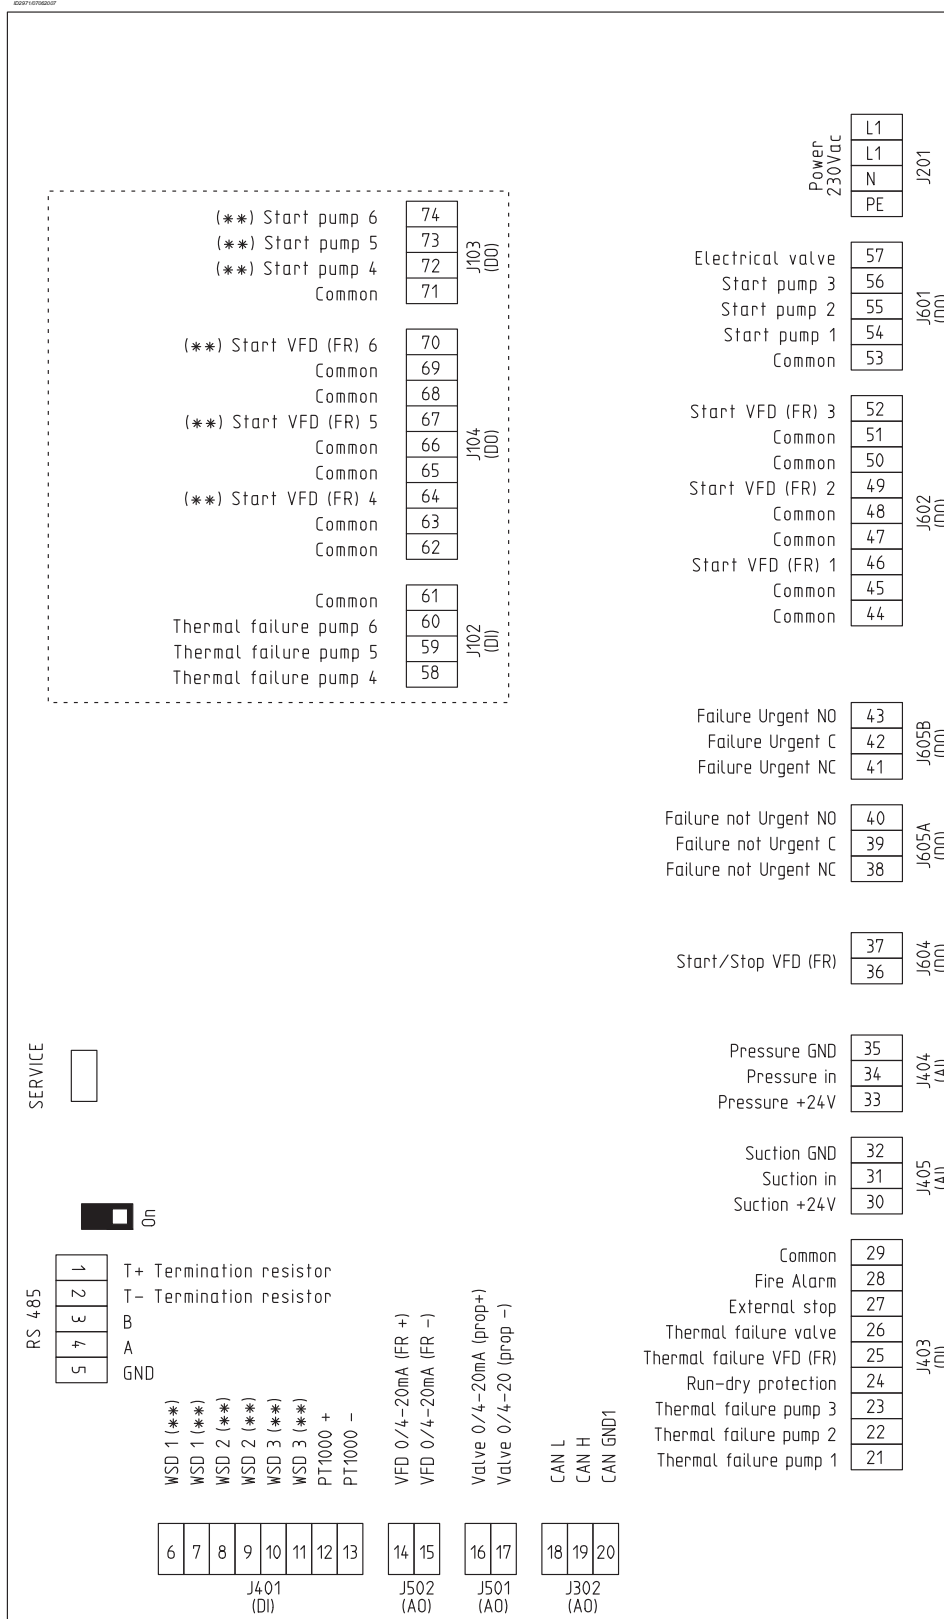 ID2971/07062007
Power
230Vac
L1
L1
N
PE
J201
(**) Start pump 6 74
(**) Start pump 5 73
(**) Start pump 4 72
Common 71
J103
(DO)
(**) Start VFD (FR) 6 70
Common 69
Common 68
(**) Start VFD (FR) 5 67
Common 66
Common 65
(**) Start VFD (FR) 4 64
Common 63
Common 62
J104
(DO)
Common 61
Thermal failure pump 6 60
Thermal failure pump 5 59
Thermal failure pump 4 58
J102
(DI)
Electrical valve 57
Start pump 3 56
Start pump 2 55
Start pump 1 54
Common 53
J601
(DO)
Start VFD (FR) 3 52
Common 51
Common 50
Start VFD (FR) 2 49
Common 48
Common 47
Start VFD (FR) 1 46
Common 45
Common 44
J602
(DO)
Failure Urgent NO 43
Failure Urgent C 42
Failure Urgent NC 41
J605B
(DO)
Failure not Urgent NO 40
Failure not Urgent C 39
Failure not Urgent NC 38
J605A
(DO)
Start/Stop VFD (FR)
37
36
J604
(DO)
Pressure GND 35
Pressure in 34
Pressure +24V 33
J404
(AI)
Suction GND 32
Suction in 31
Suction +24V 30
J405
(AI)
Common 29
Fire Alarm 28
External stop 27
Thermal failure valve 26
Thermal failure VFD (FR) 25
Run-dry protection 24
Thermal failure pump 3 23
Thermal failure pump 2 22
Thermal failure pump 1 21
J403
(DI)
SERVICE
On
RS 485
1 T+ Termination resistor
2 T- Termination resistor
3 B
4 A
5 GND
WSD 1 (**)
WSD 1 (**)
WSD 2 (**)
WSD 2 (**)
WSD 3 (**)
WSD 3 (**)
PT1000 +
PT1000 -
VFD 0/4-20mA (FR +)
VFD 0/4-20mA (FR -)
Valve 0/4-20mA (prop+)
Valve 0/4-20 (prop -)
CAN L
CAN H
CAN GND1
6 7 8 9 10 11 12 13 14 15 16 17 18 19 20
J401
(DI)
J502
(AO)
J501
(AO)
J302
(AO)